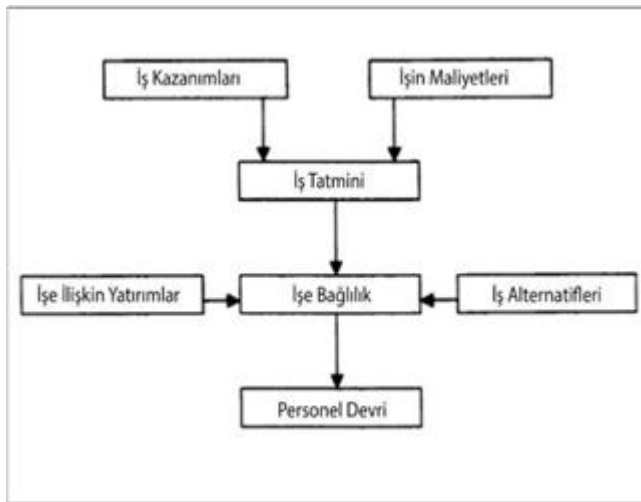 İş Kazanımları
İşin Maliyetleri
İş Tatmini
İşe İlişkin Yatırımlar
İşe Bağlılık
İş Alternatifleri
Personel Devri